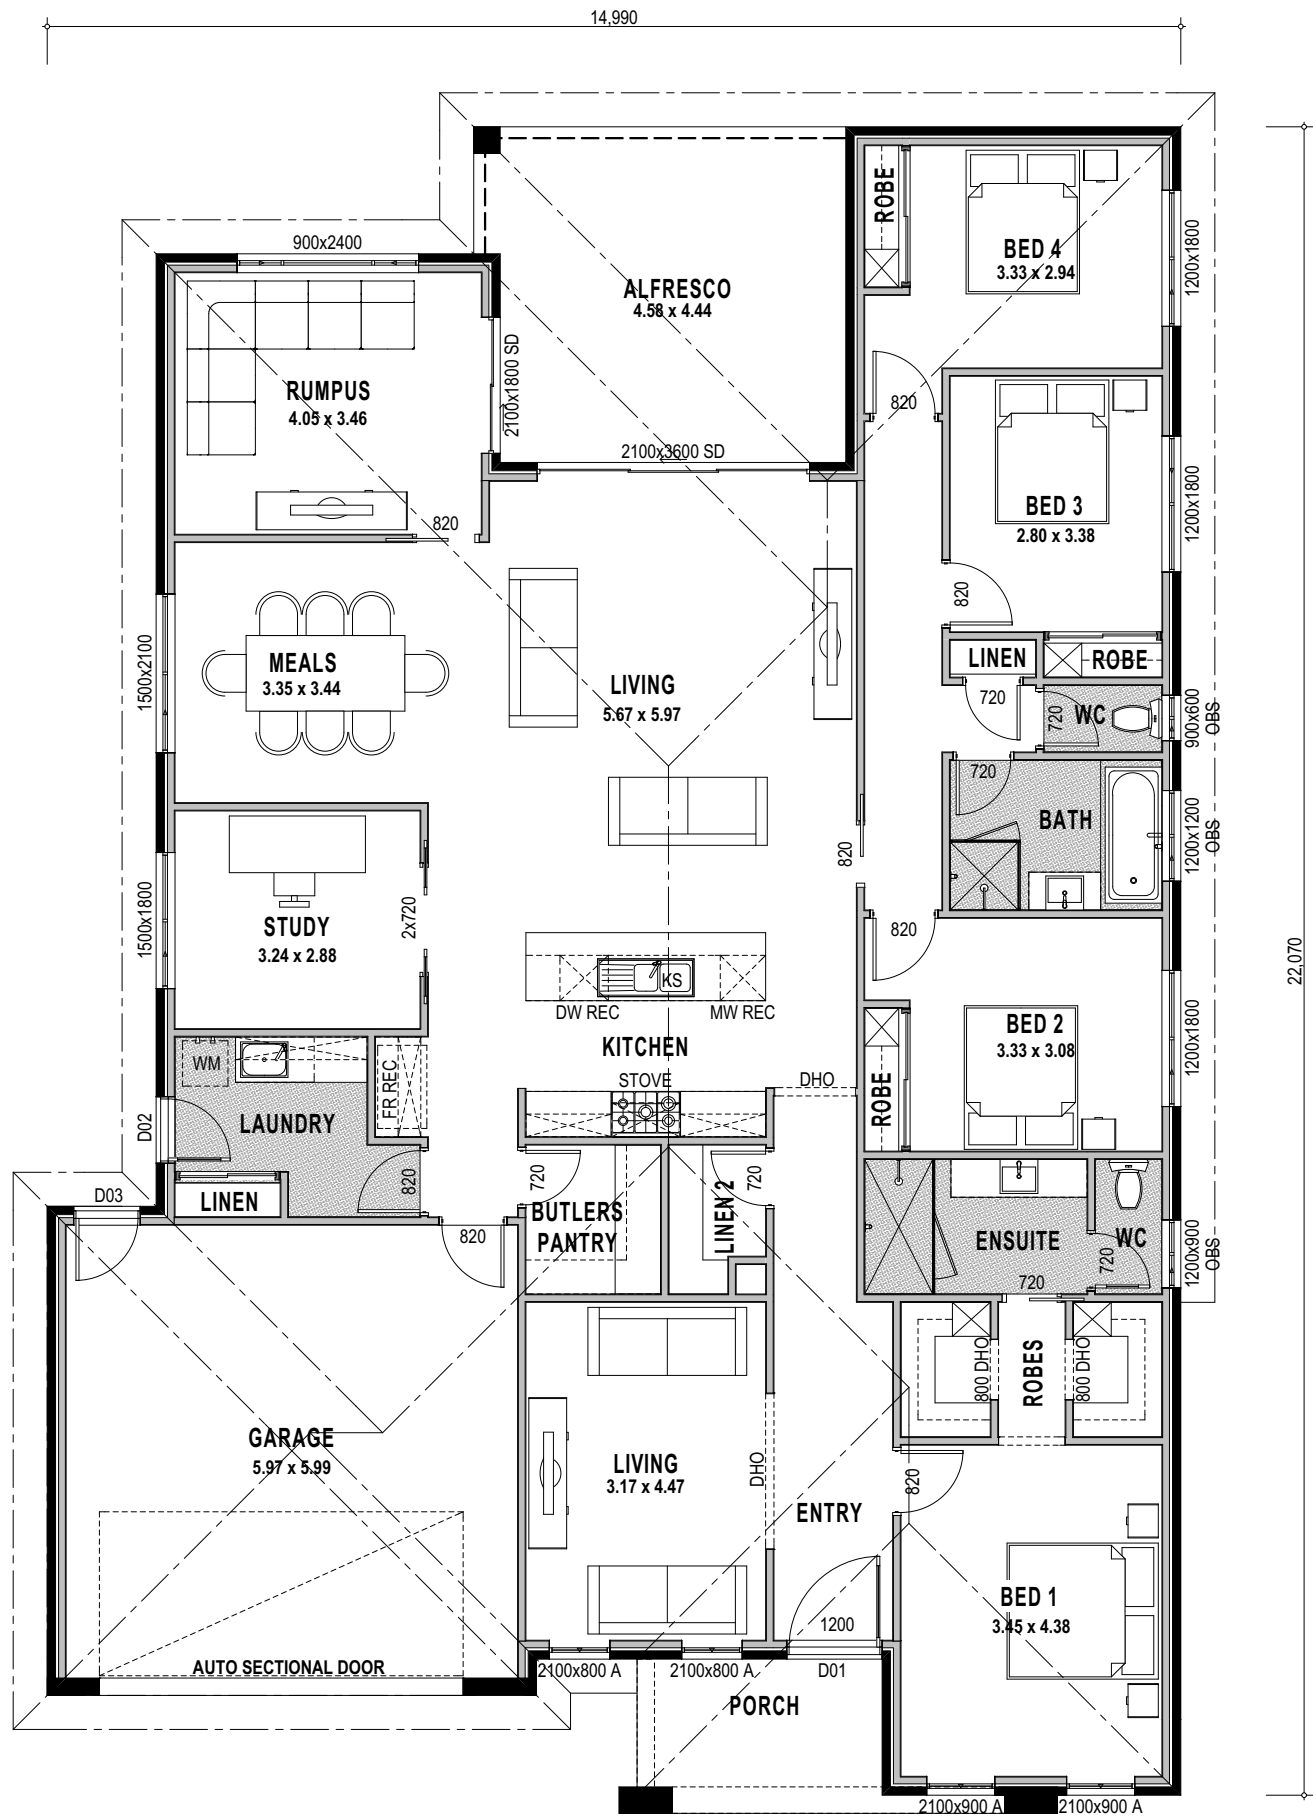 14,990
900x2400
ROBE
BED 4
3.33 x 2.94
1200x1800
ALFRESCO
4.58 x 4.44
RUMPUS
4.05 x 3.46
2100x1800 SD
820
2100x3600 SD
820
BED 3
2.80 x 3.38
1200x1800
820
MEALS
3.35 x 3.44
1500x2100
LIVING
5.67 x 5.97
LINEN
ROBE
720
720
WC
900x600
OBS
720
BATH
1200x1200
OBS
820
STUDY
3.24 x 2.88
1500x1800
2x720
820
22,070
KS
DW REC
MW REC
KITCHEN
BED 2
3.33 x 3.08
1200x1800
WM
FR REC
STOVE
DHO
ROBE
LAUNDRY
D02
820
LINEN
D03
820
720
BUTLERS
PANTRY
LINEN 2
720
ENSUITE
WC
720
720
1200x900
OBS
800 DHO
ROBES
800 DHO
GARAGE
5.97 x 5.99
LIVING
3.17 x 4.47
DHO
ENTRY
820
BED 1
3.45 x 4.38
1200
AUTO SECTIONAL DOOR
2100x800 A
2100x800 A
D01
PORCH
2100x900 A
2100x900 A